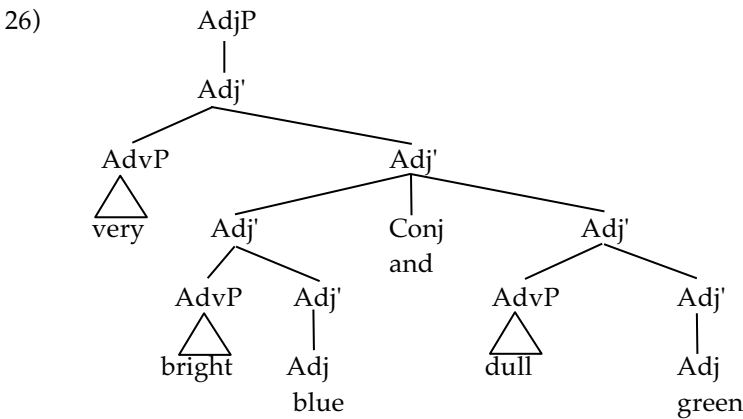 26) AdjP
Adj'
AdvP Adj'
very Adj' Conj Adj'
and
AdvP Adj' AdvP Adj'
bright Adj dull Adj
blue green